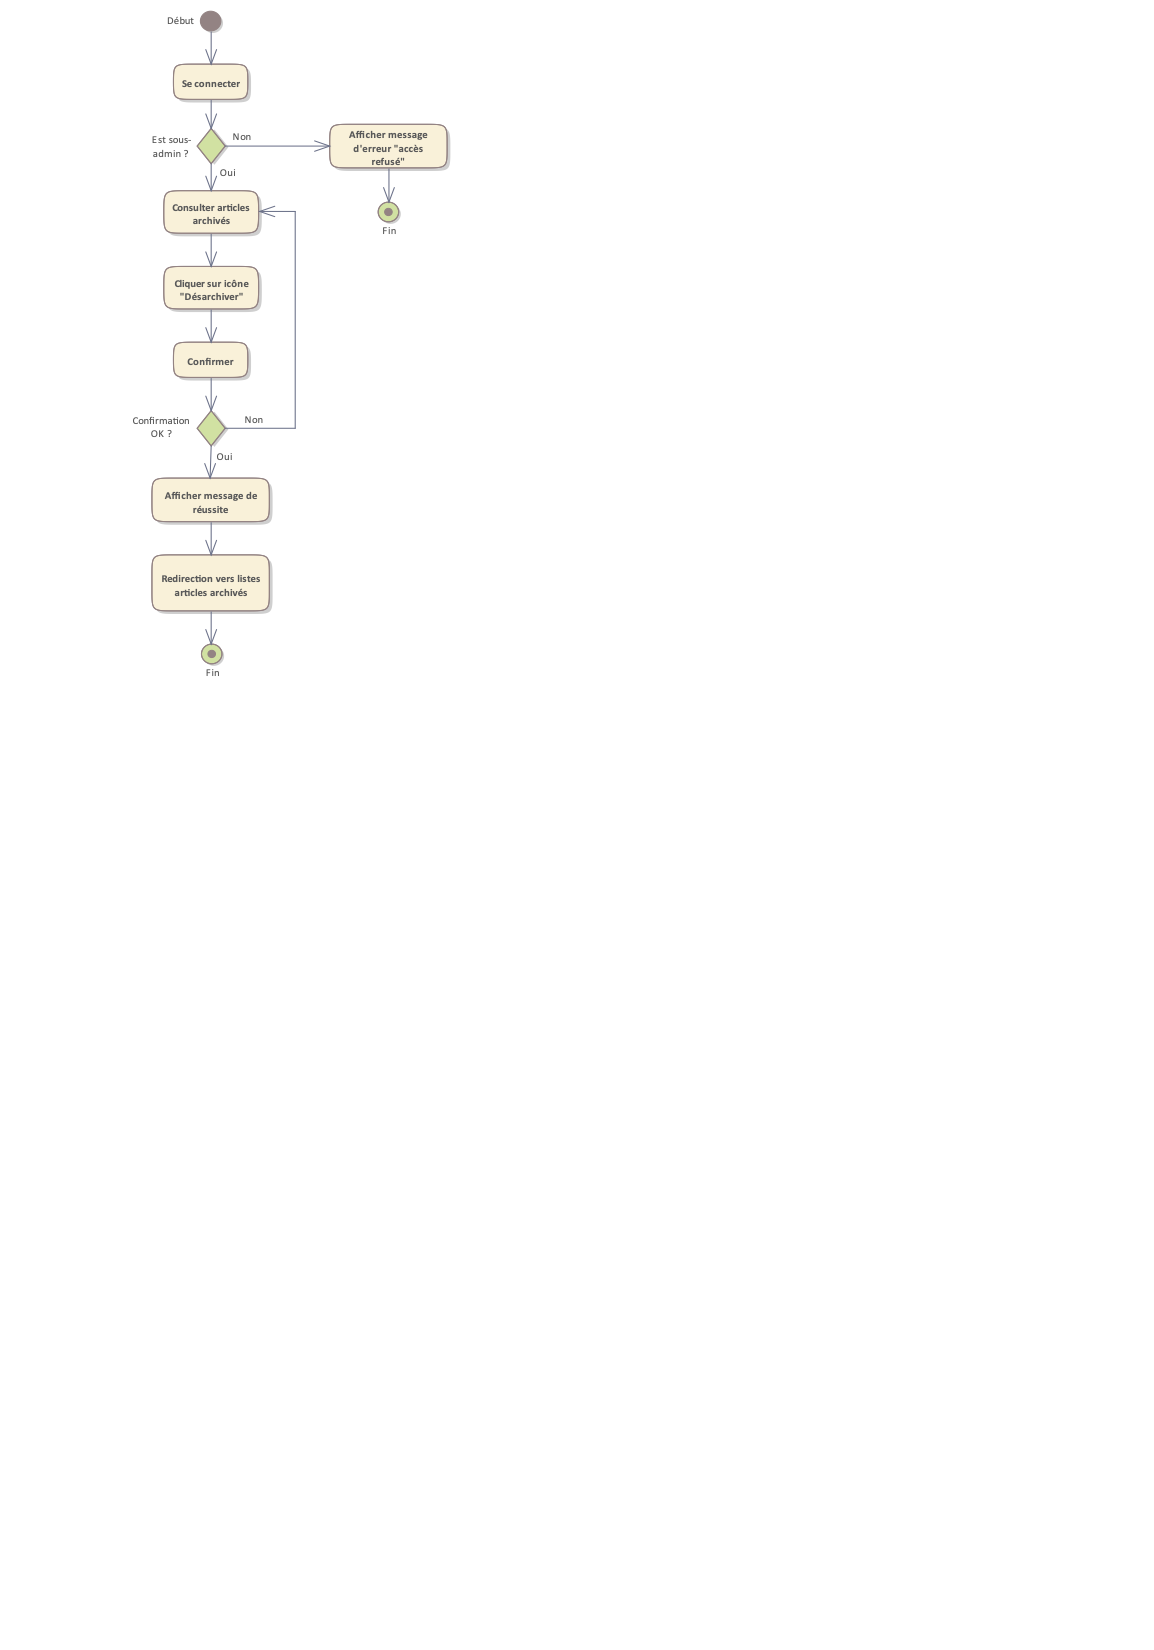 Début
Se connecter
Est sous-
admin ?
Non
Afficher message
d'erreur "accès
refusé"
Oui
Consulter articles
archivés
Fin
Cliquer sur icône
"Désarchiver"
Confirmer
Confirmation
OK ?
Non
Oui
Afficher message de
réussite
Redirection vers listes
articles archivés
Fin